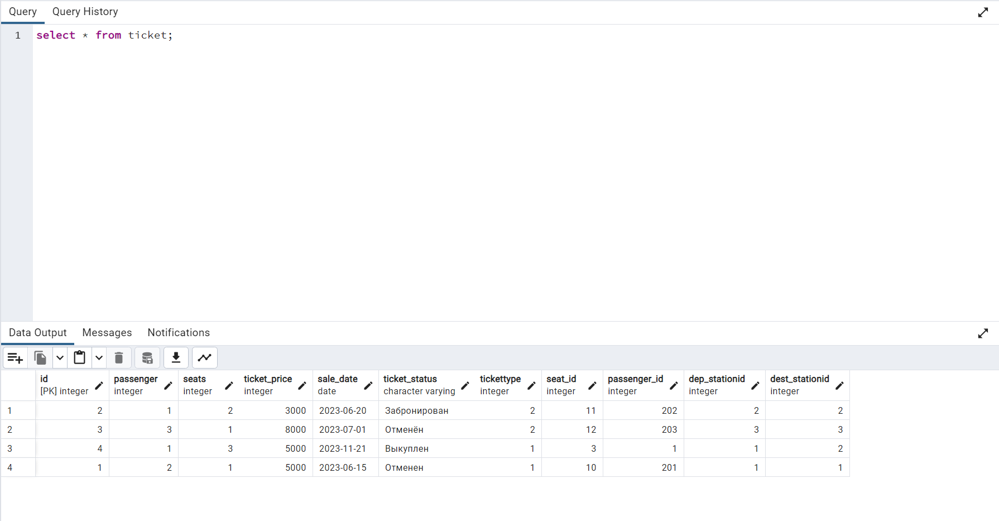 Query Query History
1 select * from ticket;
Data Output Messages Notifications
id passenger seats ticket_price sale_date ticket_status tickettype seat_id passenger_id dep_stationid dest_stationid
[PK] integer integer integer integer date character varying integer integer integer integer integer
1 2 1 2 3000 2023-06-20 Забронирован 2 11 202 2 2
2 3 3 1 8000 2023-07-01 Отменён 2 12 203 3 3
3 4 1 3 5000 2023-11-21 Выкуплен 1 3 1 1 2
4 1 2 1 5000 2023-06-15 Отменен 1 10 201 1 1